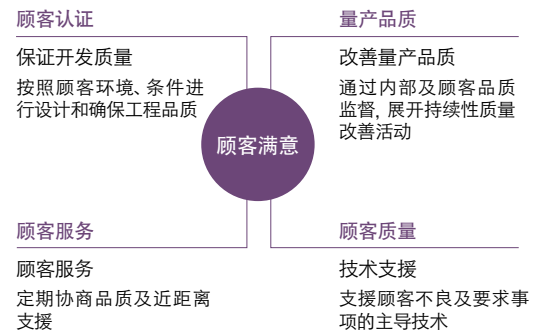 顾客认证
保证开发质量
按照顾客环境、条件进
行设计和确保工程品质
量产品质
改善量产品质
通过内部及顾客品质
监督, 展开持续性质量
改善活动
顾客满意
顾客服务
顾客服务
定期协商品质及近距离
支援
顾客质量
技术支援
支援顾客不良及要求事
项的主导技术